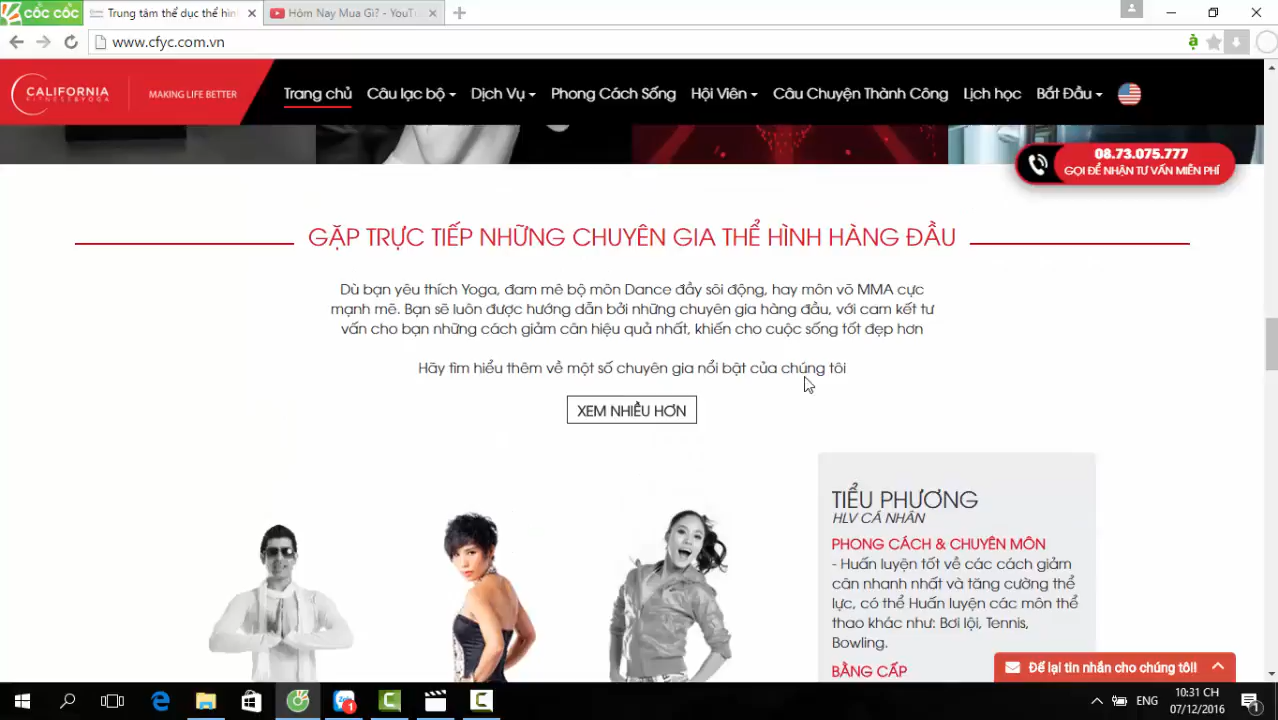 cốc cốc
Trung tâm thể dục thể hìn
Hôm Nay Mua Gì? - YouTu
www.cfyc.com.vn
CALIFORNIA
FITNESS&YOGA
MAKING LIFE BETTER
Trang chủ
Câu lạc bộ
Dịch Vụ
Phong Cách Sống
Hội Viên
Câu Chuyện Thành Công
Lịch học
Bắt Đầu
08.73.075.777
GỌI ĐỂ NHẬN TƯ VẤN MIỄN PHÍ
GẶP TRỰC TIẾP NHỮNG CHUYÊN GIA THỂ HÌNH HÀNG ĐẦU
Dù bạn yêu thích Yoga, đam mê bộ môn Dance đầy sôi động, hay môn võ MMA cực
mạnh mẽ. Bạn sẽ luôn được hướng dẫn bởi những chuyên gia hàng đầu, với cam kết tư
vấn cho bạn những cách giảm cân hiệu quả nhất, khiến cho cuộc sống tốt đẹp hơn
Hãy tìm hiểu thêm về một số chuyên gia nổi bật của chúng tôi
XEM NHIỀU HƠN
TIỂU PHƯƠNG
HLV CÁ NHÂN
PHONG CÁCH & CHUYÊN MÔN
- Huấn luyện tốt về các cách giảm
cân nhanh nhất và tăng cường thể
lực, có thể Huấn luyện các môn thể
thao khác như: Bơi lội, Tennis,
Bowling.
BẰNG CẤP
Để lại tin nhắn cho chúng tôi!
Zalo
1
ENG
10:31 CH
07/12/2016
1